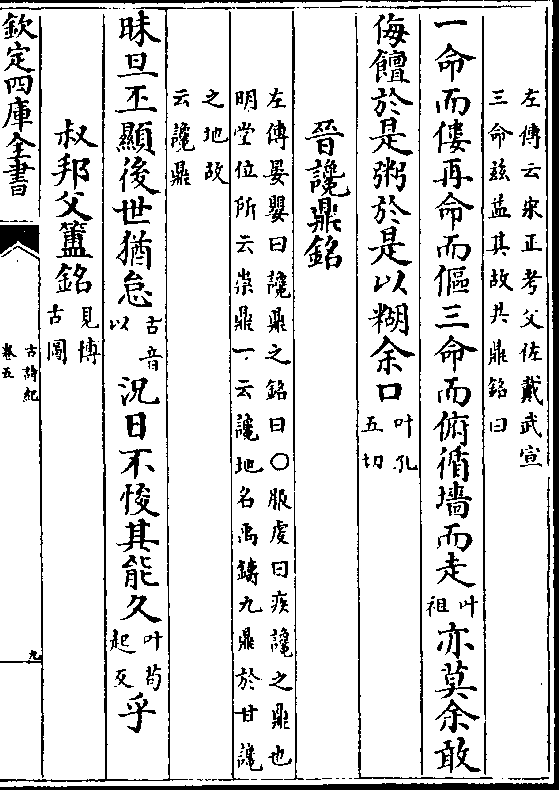 左傳云宋正考父佐戴武宣
三命玆益其故共鼎銘曰
一命而僂再命而傴三命而俯循墻而走叶祖亦莫余敢
侮饘於是粥於是以糊余口叶孔五切
晉讒鼎銘
左傳晏嬰曰讒鼎之銘曰〇服虔曰疾讒之鼎也
明堂位所云崇鼎一云讒地名禹鑄九鼎於甘讒
之地故
云讒鼎
昧旦丕顯後世猶怠古音以況日不悛其能久叶苟起反乎
叔邦父簠銘見博古圖
欽定四庫全書
古詩紀
卷五
九